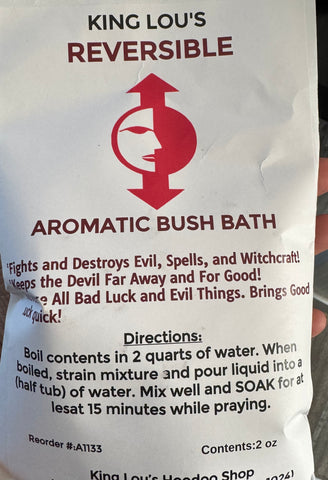 KING LOU'S
REVERSIBLE
AROMATIC BUSH BATH
*Fights and Destroys Evil, Spells, and Witchcraft!
Keeps the Devil Far Away and For Good!
All Bad Luck and Evil Things. Brings Good
Luck quick!
Directions:
Boil contents in 2 quarts of water. When
boiled, strain mixture and pour liquid into a
(half tub) of water. Mix well and SOAK for at
lesat 15 minutes while praying.
Reorder #:A1133
Contents:2 oz
King Lou's Hoodoo Shop